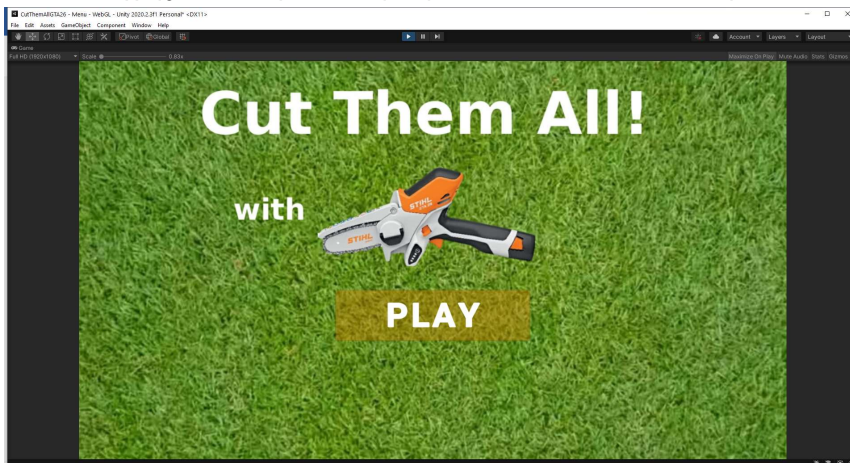 CutThemAllGTA26 - Menu - WebGL - Unity 2020.2.3f1 Personal* <DX11>
File Edit Assets GameObject Component Window Help
Pivot Global Account Layers Layout
Game
Full HD (1920x1080) Scale 0.83x Maximize On Play Mute Audio Stats Gizmos
Cut Them All!
with
STIHL
STIHL
PLAY